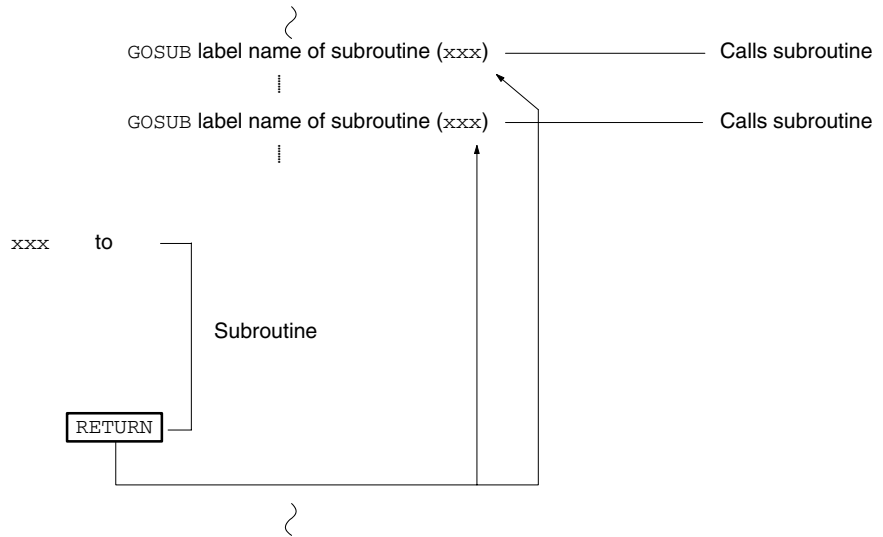 GOSUB label name of subroutine (xxx) Calls subroutine
GOSUB label name of subroutine (xxx) Calls subroutine
xxx to
Subroutine
RETURN